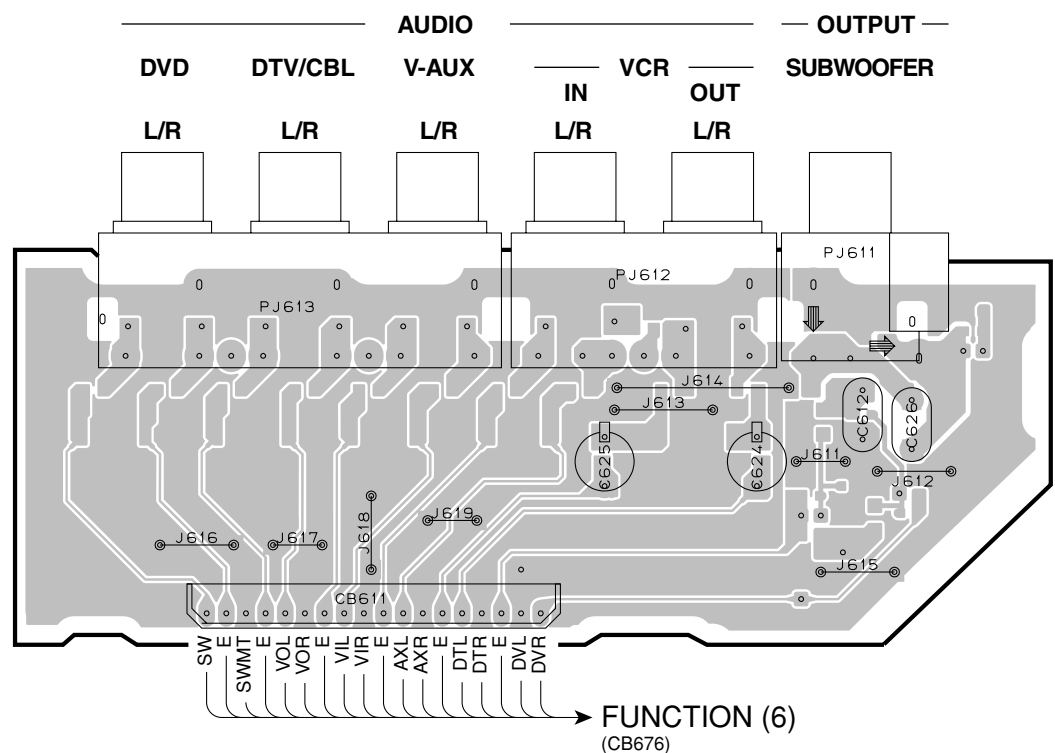 AUDIO OUTPUT
DVD DTV/CBL V-AUX VCR SUBWOOFER
IN OUT
L/R L/R L/R L/R L/R
PJ611
PJ612
PJ613
J614
J613
C612
C626
C625
C624
J611
J612
J618
J619
J616
J617
J615
CB611
SW
E
SWMT
E
VOL
VOR
E
VIL
VIR
E
AXL
AXR
E
DTL
DTR
E
DVL
DVR
FUNCTION (6)
(CB676)